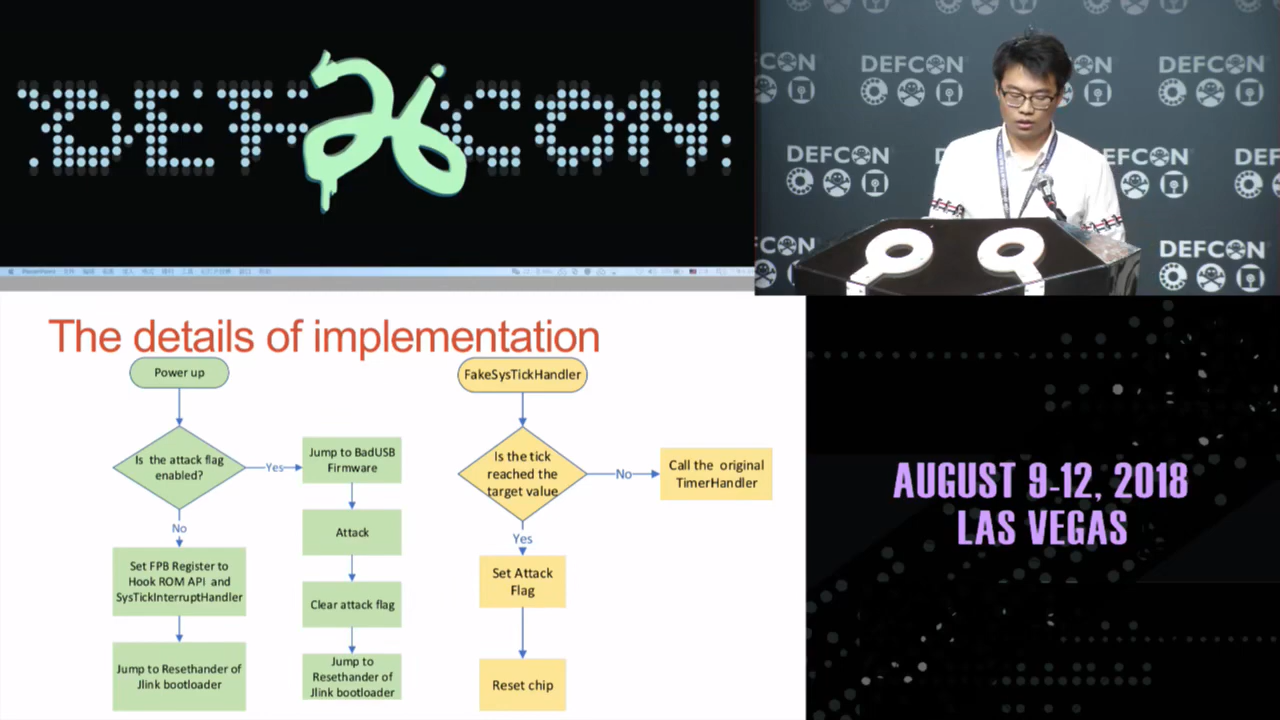 DEFCON
26
DEFCON
DEFCON
DEFCON
DEFCON
PowerPoint
The details of implementation
Power up
Is the attack flag
enabled?
Yes
No
Set FPB Register to
Hook ROM API and
SysTickInterruptHandler
Jump to Resethander of
Jlink bootloader
Jump to BadUSB
Firmware
Attack
Clear attack flag
Jump to
Resethander of
Jlink bootloader
FakeSysTickHandler
Is the tick
reached the
target value
No
Call the original
TimerHandler
Yes
Set Attack
Flag
Reset chip
AUGUST 9-12, 2018
LAS VEGAS